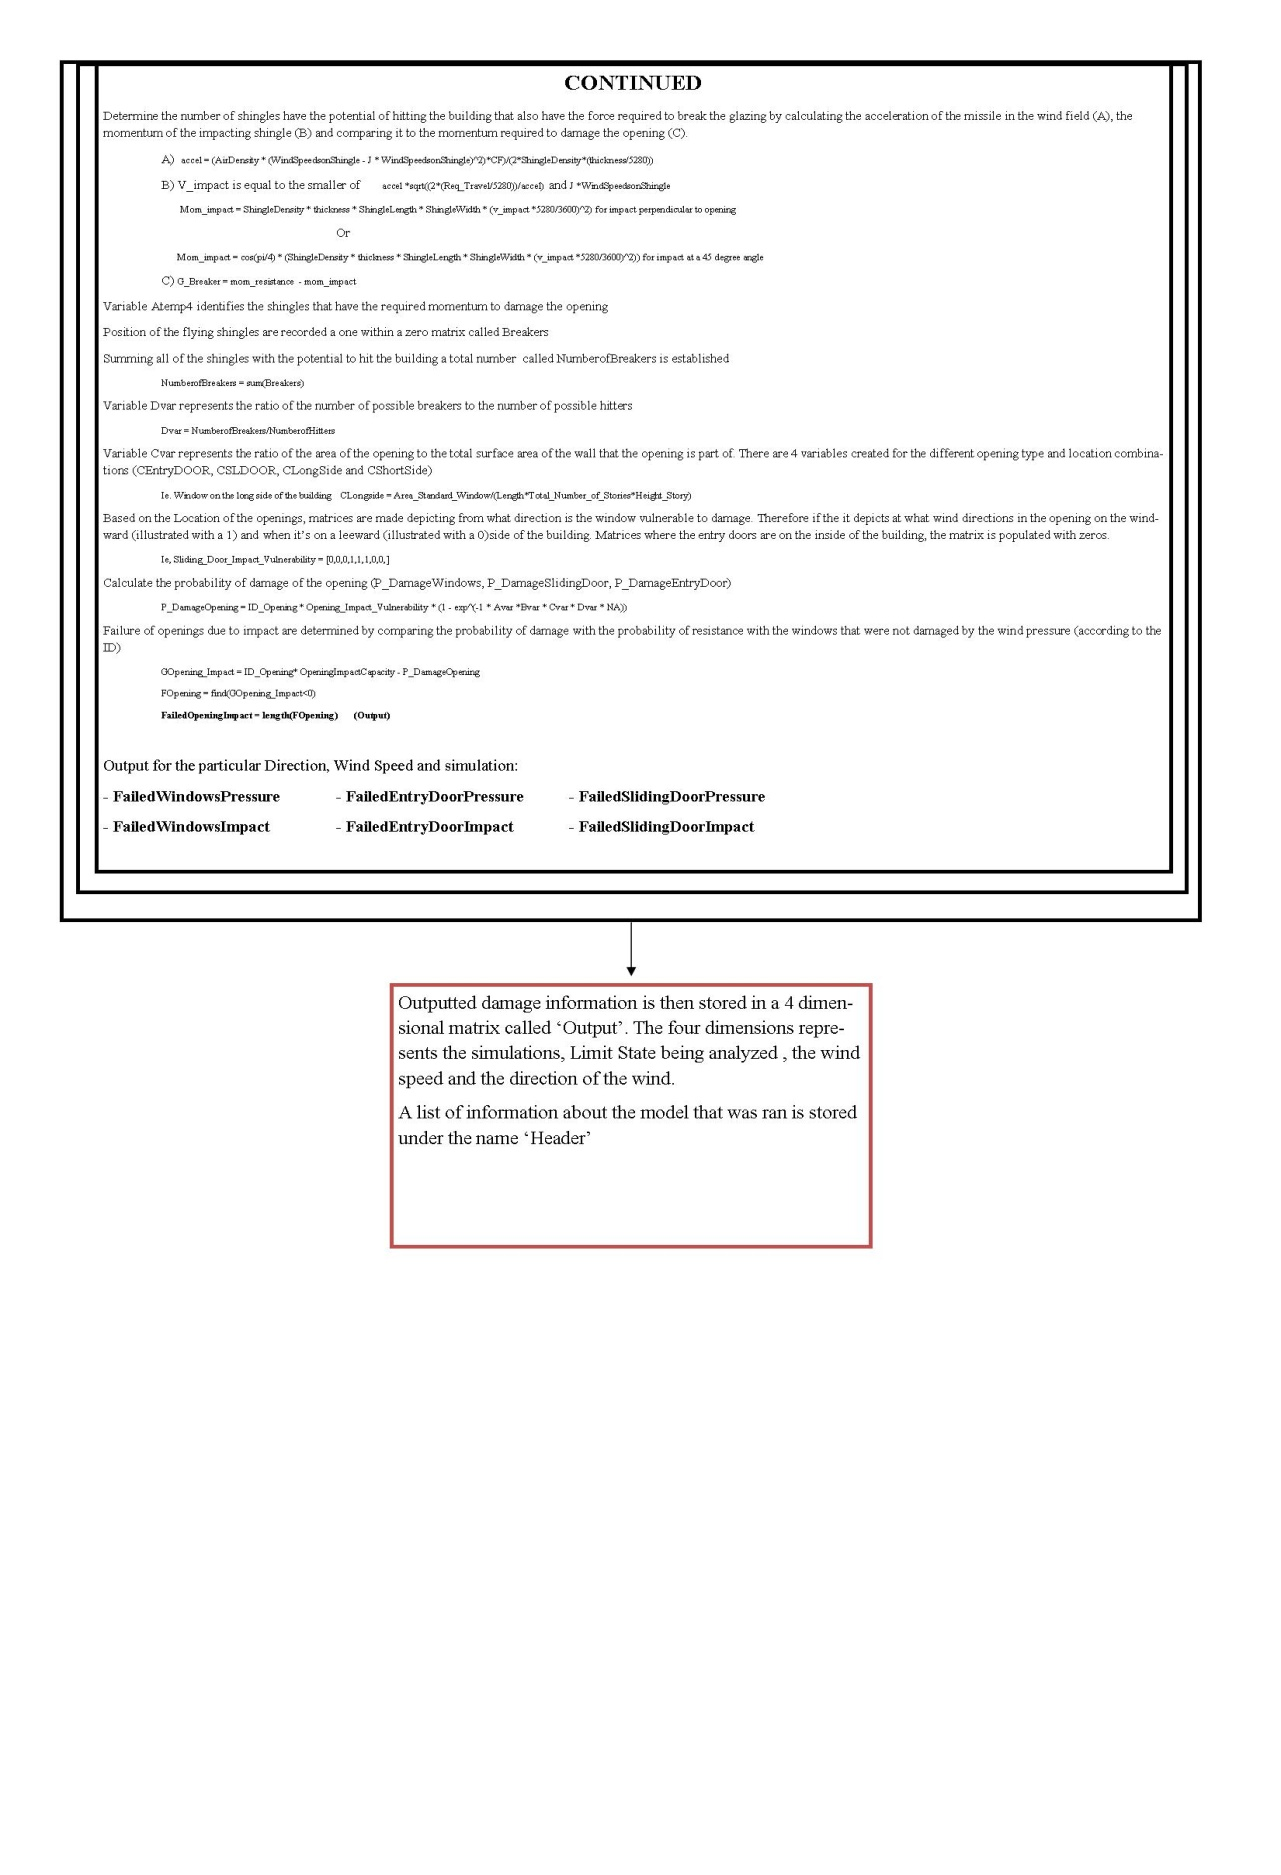 CONTINUED
Determine the number of shingles have the potential of hitting the building that also have the force required to break the glazing by calculating the acceleration of the missile in the wind field (A), the
momentum of the impacting shingle (B) and comparing it to the momentum required to damage the opening (C).
A) accel = (AirDensity * (WindSpeedsonShingle - J * WindSpeedsonShingle)^2)*CF)/(2*ShingleDensity*(thickness/5280))
B) V_impact is equal to the smaller of accel *sqrt((2*(Req_Travel/5280))/accel) and J *WindSpeedsonShingle
Mom_impact = ShingleDensity * thickness * ShingleLength * ShingleWidth * (v_impact *5280/3600)^2) for impact perpendicular to opening
Or
Mom_impact = cos(pi/4) * (ShingleDensity * thickness * ShingleLength * ShingleWidth * (v_impact *5280/3600)^2)) for impact at a 45 degree angle
C) G_Breaker = mom_resistance - mom_impact
Variable Atemp4 identifies the shingles that have the required momentum to damage the opening
Position of the flying shingles are recorded a one within a zero matrix called Breakers
Summing all of the shingles with the potential to hit the building a total number called NumberofBreakers is established
NumberofBreakers = sum(Breakers)
Variable Dvar represents the ratio of the number of possible breakers to the number of possible hitters
Dvar = NumberofBreakers/NumberofHitters
Variable Cvar represents the ratio of the area of the opening to the total surface area of the wall that the opening is part of. There are 4 variables created for the different opening type and location combina-
tions (CEntryDOOR, CSLDOOR, CLongSide and CShortSide)
Ie. Window on the long side of the building CLongside = Area_Standard_Window/(Length*Total_Number_of_Stories*Height_Story)
Based on the Location of the openings, matrices are made depicting from what direction is the window vulnerable to damage. Therefore if the it depicts at what wind directions in the opening on the wind-
ward (illustrated with a 1) and when it's on a leeward (illustrated with a 0)side of the building. Matrices where the entry doors are on the inside of the building, the matrix is populated with zeros.
Ie, Sliding_Door_Impact_Vulnerability = [0,0,0,1,1,1,0,0,]
Calculate the probability of damage of the opening (P_DamageWindows, P_DamageSlidingDoor, P_DamageEntryDoor)
P_DamageOpening = ID_Opening * Opening_Impact_Vulnerability * (1 - exp^(-1 * Avar *Bvar * Cvar * Dvar * NA))
Failure of openings due to impact are determined by comparing the probability of damage with the probability of resistance with the windows that were not damaged by the wind pressure (according to the
ID)
GOpening_Impact = ID_Opening* OpeningImpactCapacity - P_DamageOpening
FOpening = find(GOpening_Impact<0)
FailedOpeningImpact = length(FOpening) (Output)
Output for the particular Direction, Wind Speed and simulation:
- FailedWindowsPressure - FailedEntryDoorPressure - FailedSlidingDoorPressure
- FailedWindowsImpact - FailedEntryDoorImpact - FailedSlidingDoorImpact
Outputted damage information is then stored in a 4 dimen-
sional matrix called ‘Output’. The four dimensions repre-
sents the simulations, Limit State being analyzed , the wind
speed and the direction of the wind.
A list of information about the model that was ran is stored
under the name ‘Header’